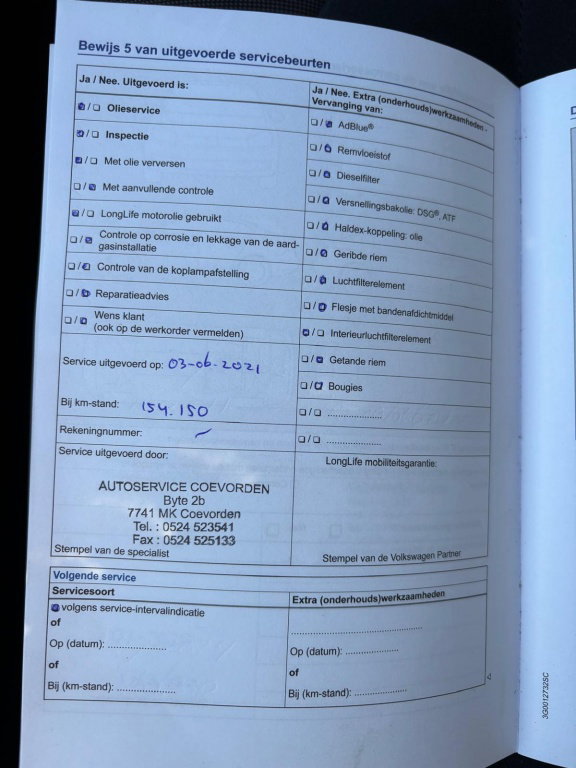 Bewijs 5 van uitgevoerde servicebeurten
Ja / Nee. Uitgevoerd is:
☒/☐ Olieservice
☒/☐ Inspectie
☒/☐ Met olie verversen
☐/☒ Met aanvullende controle
☒/☐ LongLife motorolie gebruikt
☐/☒ Controle op corrosie en lekkage van de aard-
gasinstallatie
☐/☒ Controle van de koplampafstelling
☐/☒ Reparatieadvies
☐/☒ Wens klant
(ook op de werkorder vermelden)
Service uitgevoerd op: 03-06-2021
Bij km-stand: 154.150
Rekeningnummer:
Service uitgevoerd door:
AUTOSERVICE COEVORDEN
Byte 2b
7741 MK Coevorden
Tel. : 0524 523541
Fax : 0524 525133
Stempel van de specialist
Ja / Nee. Extra (onderhouds)werkzaamheden -
Vervanging van:
☐/☒ AdBlue®
☐/☒ Remvloeistof
☐/☒ Dieselfilter
☐/☒ Versnellingsbakolie: DSG®, ATF
☐/☒ Haldex-koppeling: olie
☐/☒ Geribde riem
☐/☒ Luchtfilterelement
☐/☒ Flesje met bandenafdichtmiddel
☒/☐ Interieurluchtfilterelement
☐/☒ Getande riem
☐/☒ Bougies
☐/☐ .....................
☐/☐ .....................
LongLife mobiliteitsgarantie:
Stempel van de Volkswagen Partner
Volgende service
Servicesoort
☒ volgens service-intervalindicatie
of
Op (datum): .....................
of
Bij (km-stand): .....................
Extra (onderhouds)werkzaamheden
.....................
Op (datum): .....................
of
Bij (km-stand): .....................
3G0012732SC
D